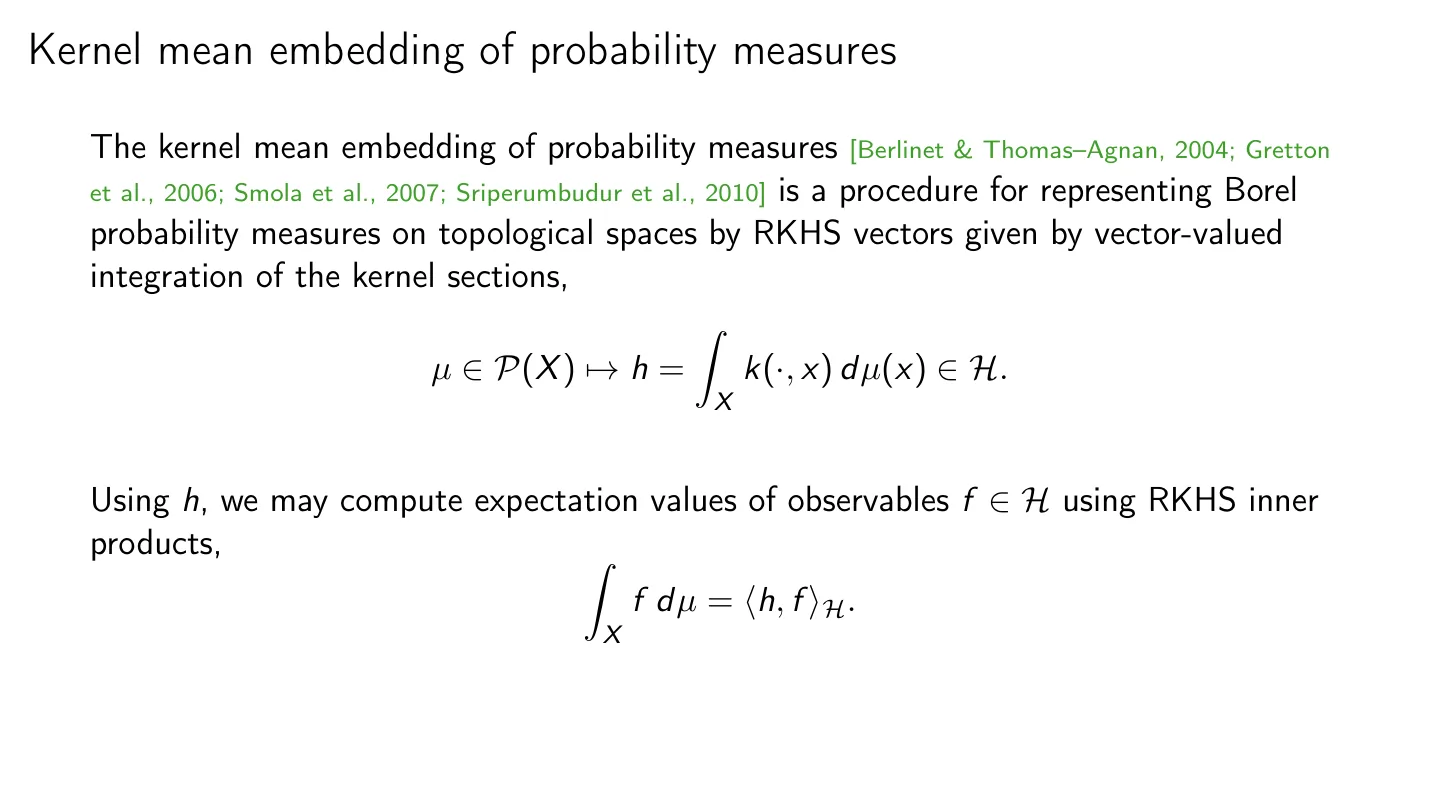 Kernel mean embedding of probability measures
The kernel mean embedding of probability measures [Berlinet & Thomas–Agnan, 2004; Gretton
et al., 2006; Smola et al., 2007; Sriperumbudur et al., 2010] is a procedure for representing Borel
probability measures on topological spaces by RKHS vectors given by vector-valued
integration of the kernel sections,
μ ∈ 𝒫(X) ↦ h = ∫_X k(·, x) dμ(x) ∈ ℋ.
Using h, we may compute expectation values of observables f ∈ ℋ using RKHS inner
products,
∫_X f dμ = ⟨h, f⟩_ℋ.